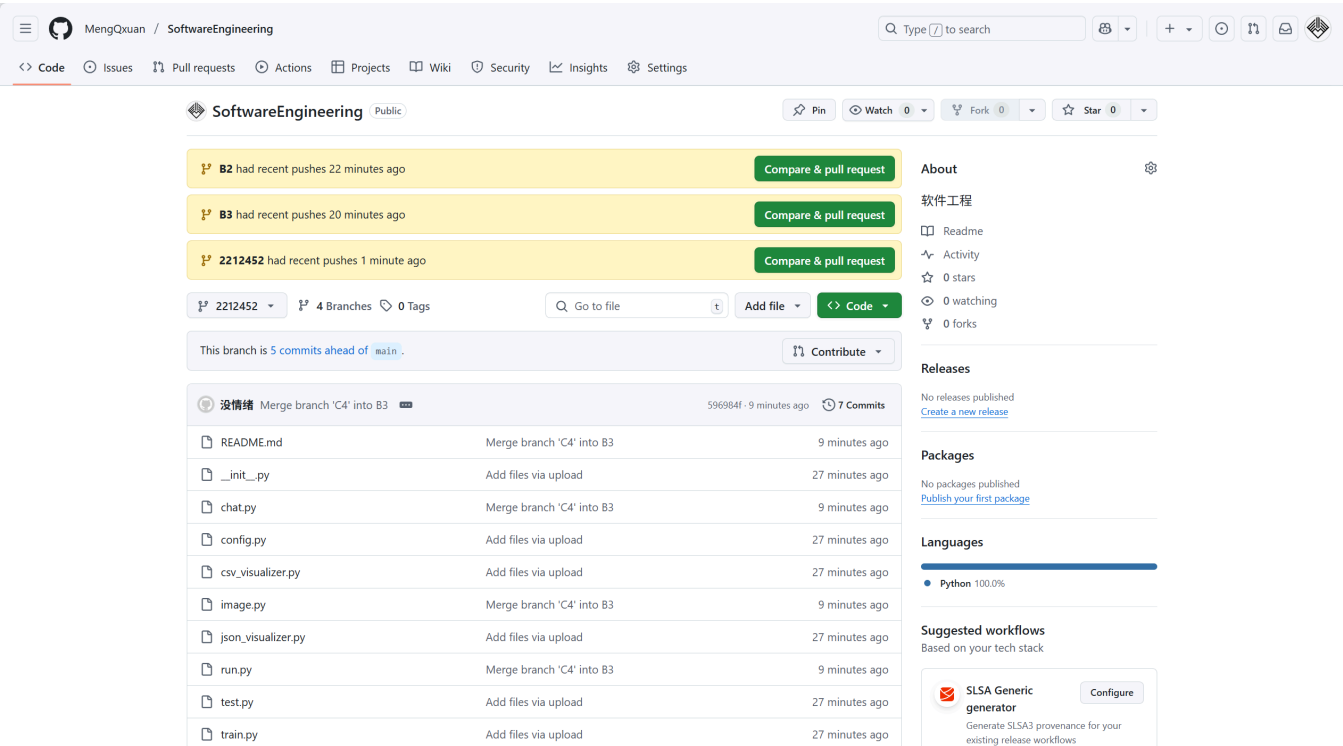 MengQxuan / SoftwareEngineering
Type / to search
Code Issues Pull requests Actions Projects Wiki Security Insights Settings
SoftwareEngineering Public
Pin Watch 0 Fork 0 Star 0
B2 had recent pushes 22 minutes ago Compare & pull request
B3 had recent pushes 20 minutes ago Compare & pull request
2212452 had recent pushes 1 minute ago Compare & pull request
2212452 4 Branches 0 Tags Go to file t Add file Code
This branch is 5 commits ahead of main . Contribute
没情绪 Merge branch 'C4' into B3 596984f · 9 minutes ago 7 Commits
README.md Merge branch 'C4' into B3 9 minutes ago
__init__.py Add files via upload 27 minutes ago
chat.py Merge branch 'C4' into B3 9 minutes ago
config.py Add files via upload 27 minutes ago
csv_visualizer.py Add files via upload 27 minutes ago
image.py Merge branch 'C4' into B3 9 minutes ago
json_visualizer.py Add files via upload 27 minutes ago
run.py Merge branch 'C4' into B3 9 minutes ago
test.py Add files via upload 27 minutes ago
train.py Add files via upload 27 minutes ago
About
软件工程
Readme
Activity
0 stars
0 watching
0 forks
Releases
No releases published
Create a new release
Packages
No packages published
Publish your first package
Languages
Python 100.0%
Suggested workflows
Based on your tech stack
SLSA Generic
generator
Configure
Generate SLSA3 provenance for your
existing release workflows